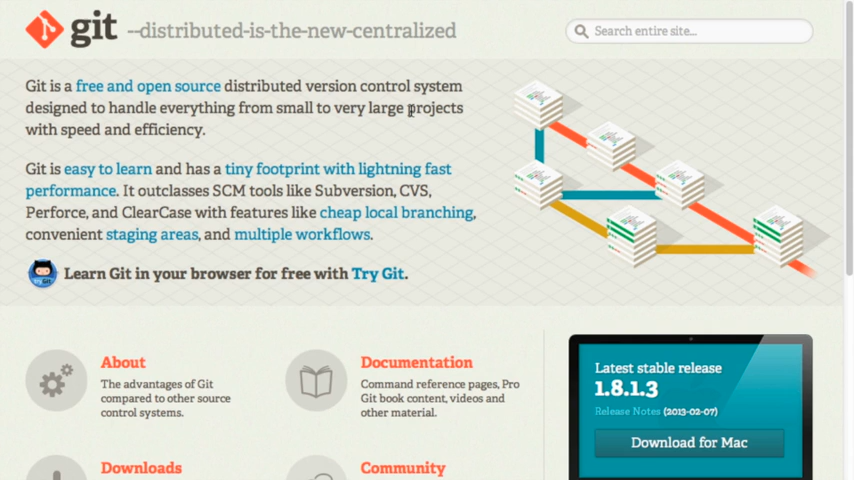 git --distributed-is-the-new-centralized
Search entire site...
Git is a free and open source distributed version control system
designed to handle everything from small to very large projects
with speed and efficiency.
Git is easy to learn and has a tiny footprint with lightning fast
performance. It outclasses SCM tools like Subversion, CVS,
Perforce, and ClearCase with features like cheap local branching,
convenient staging areas, and multiple workflows.
Learn Git in your browser for free with Try Git.
About
The advantages of Git
compared to other source
control systems.
Documentation
Command reference pages, Pro
Git book content, videos and
other material.
Downloads
Community
Latest stable release
1.8.1.3
Release Notes (2013-02-07)
Download for Mac